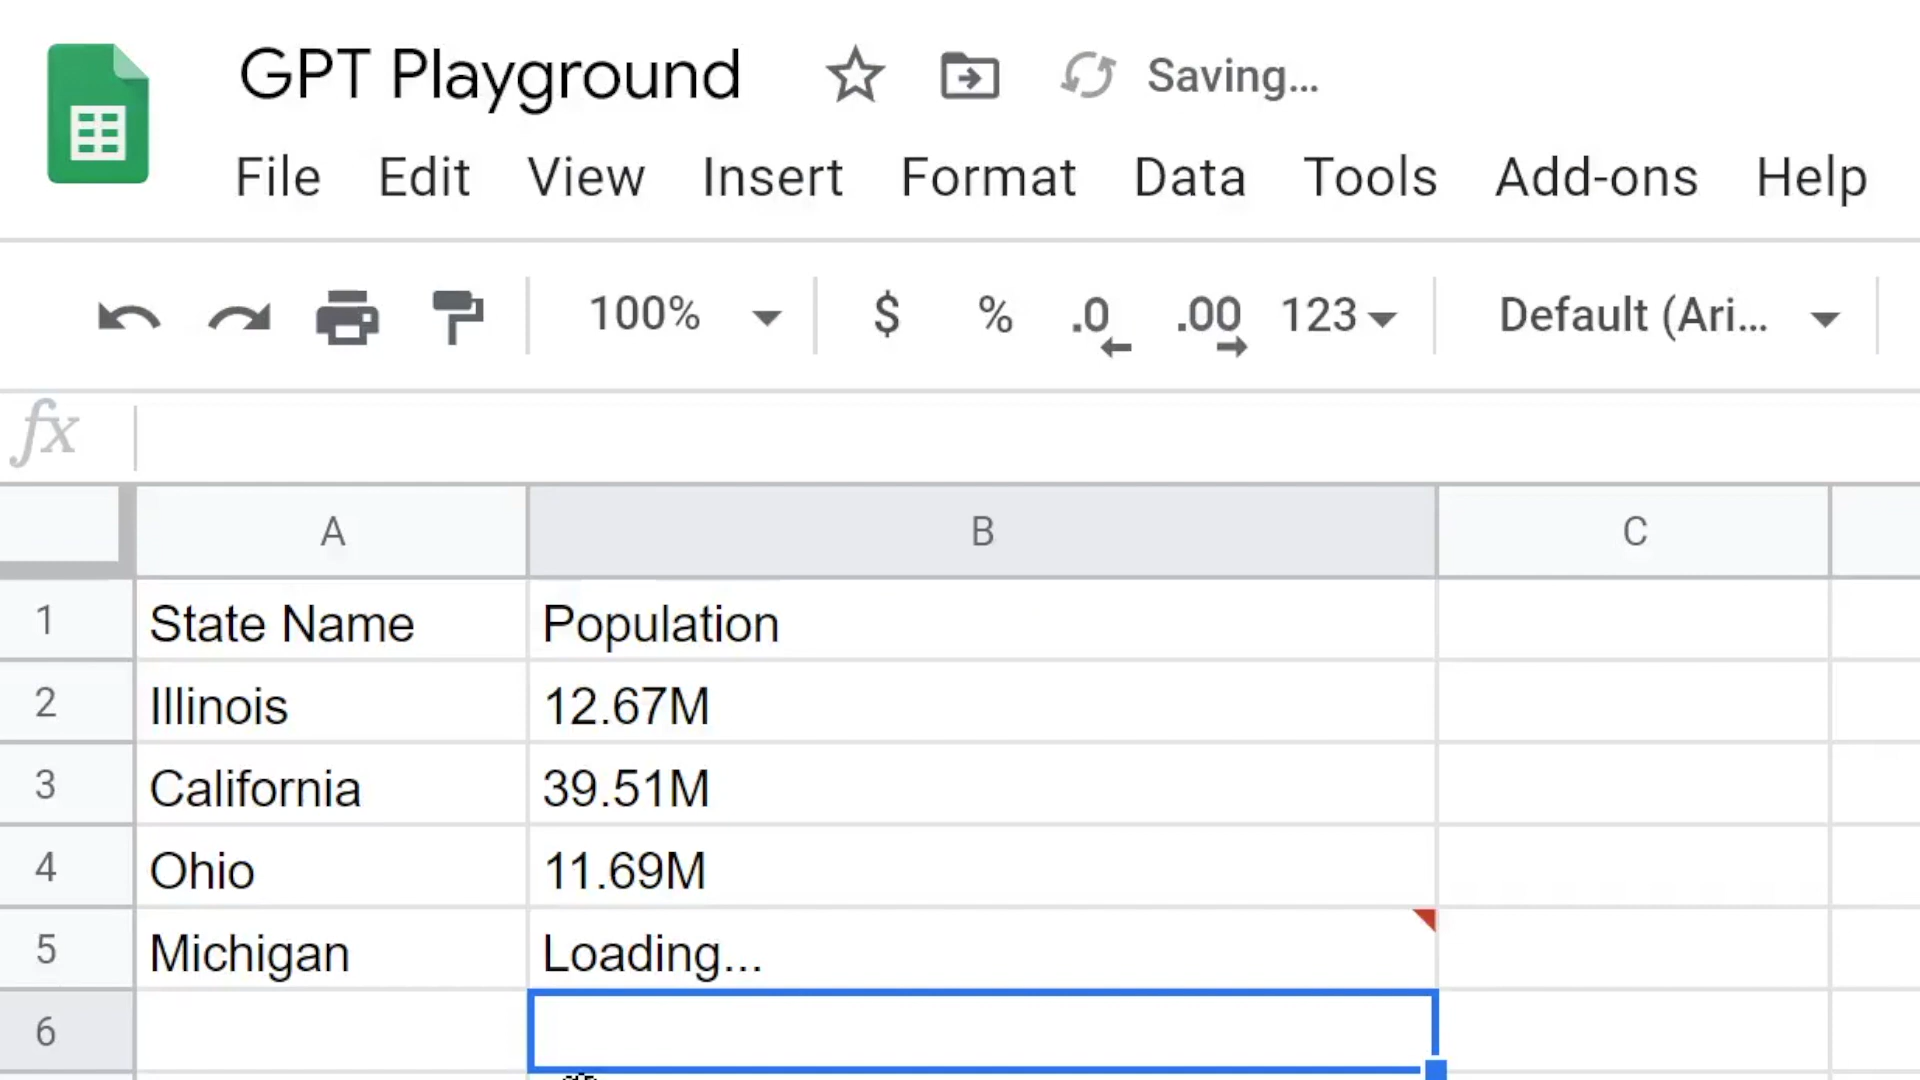 GPT Playground Saving...
File Edit View Insert Format Data Tools Add-ons Help
100% $ % .0 .00 123 Default (Ari...
fx
A B C
1 State Name Population
2 Illinois 12.67M
3 California 39.51M
4 Ohio 11.69M
5 Michigan Loading...
6